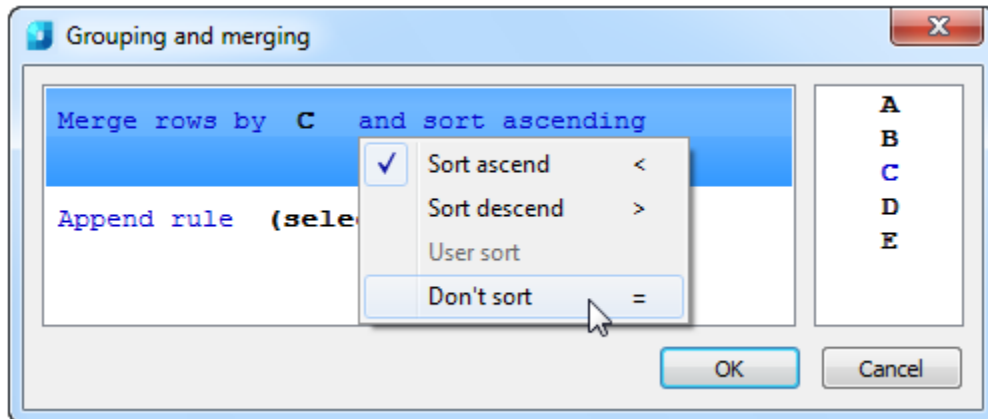 Grouping and merging
Merge rows by C and sort ascending
Sort ascend <
Sort descend >
User sort
Don't sort =
Append rule (sele
A
B
C
D
E
OK
Cancel